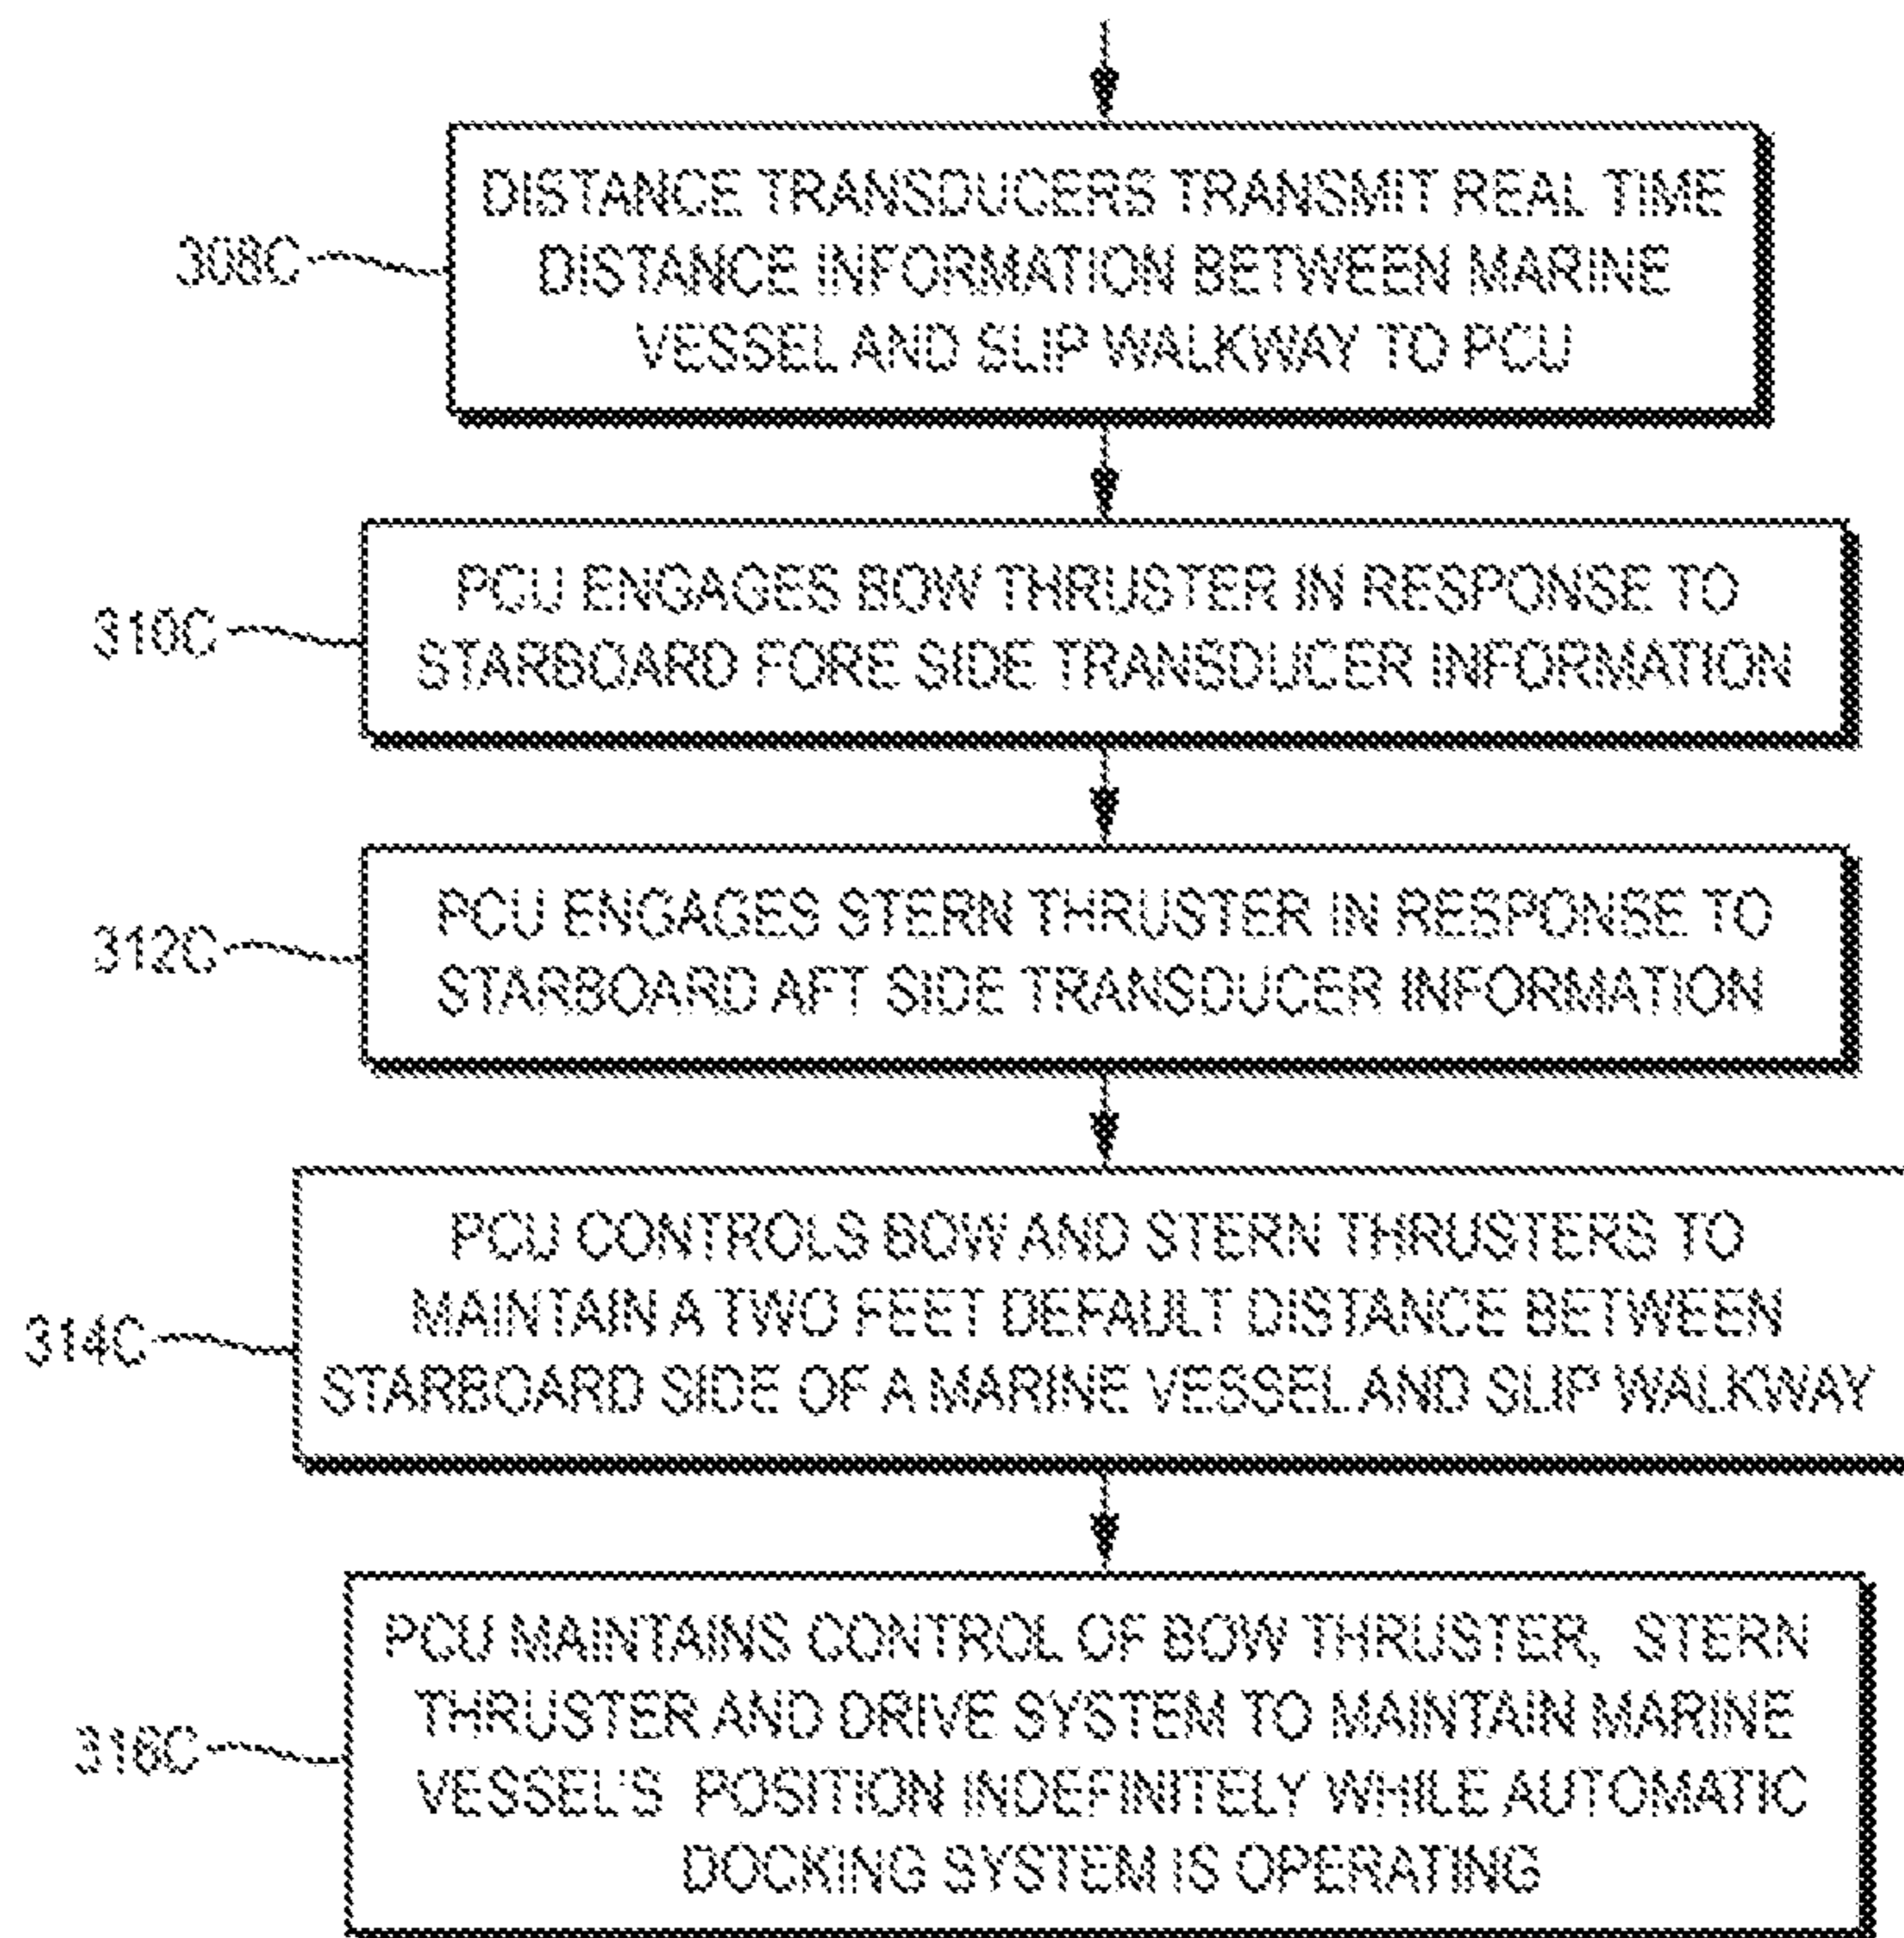 308C
DISTANCE TRANSDUCERS TRANSMIT REAL TIME
DISTANCE INFORMATION BETWEEN MARINE
VESSEL AND SLIP WALKWAY TO PCU
310C
PCU ENGAGES BOW THRUSTER IN RESPONSE TO
STARBOARD FORE SIDE TRANSDUCER INFORMATION
312C
PCU ENGAGES STERN THRUSTER IN RESPONSE TO
STARBOARD AFT SIDE TRANSDUCER INFORMATION
314C
PCU CONTROLS BOW AND STERN THRUSTERS TO
MAINTAIN A TWO FEET DEFAULT DISTANCE BETWEEN
STARBOARD SIDE OF A MARINE VESSEL AND SLIP WALKWAY
316C
PCU MAINTAINS CONTROL OF BOW THRUSTER, STERN
THRUSTER AND DRIVE SYSTEM TO MAINTAIN MARINE
VESSEL'S POSITION INDEFINITELY WHILE AUTOMATIC
DOCKING SYSTEM IS OPERATING